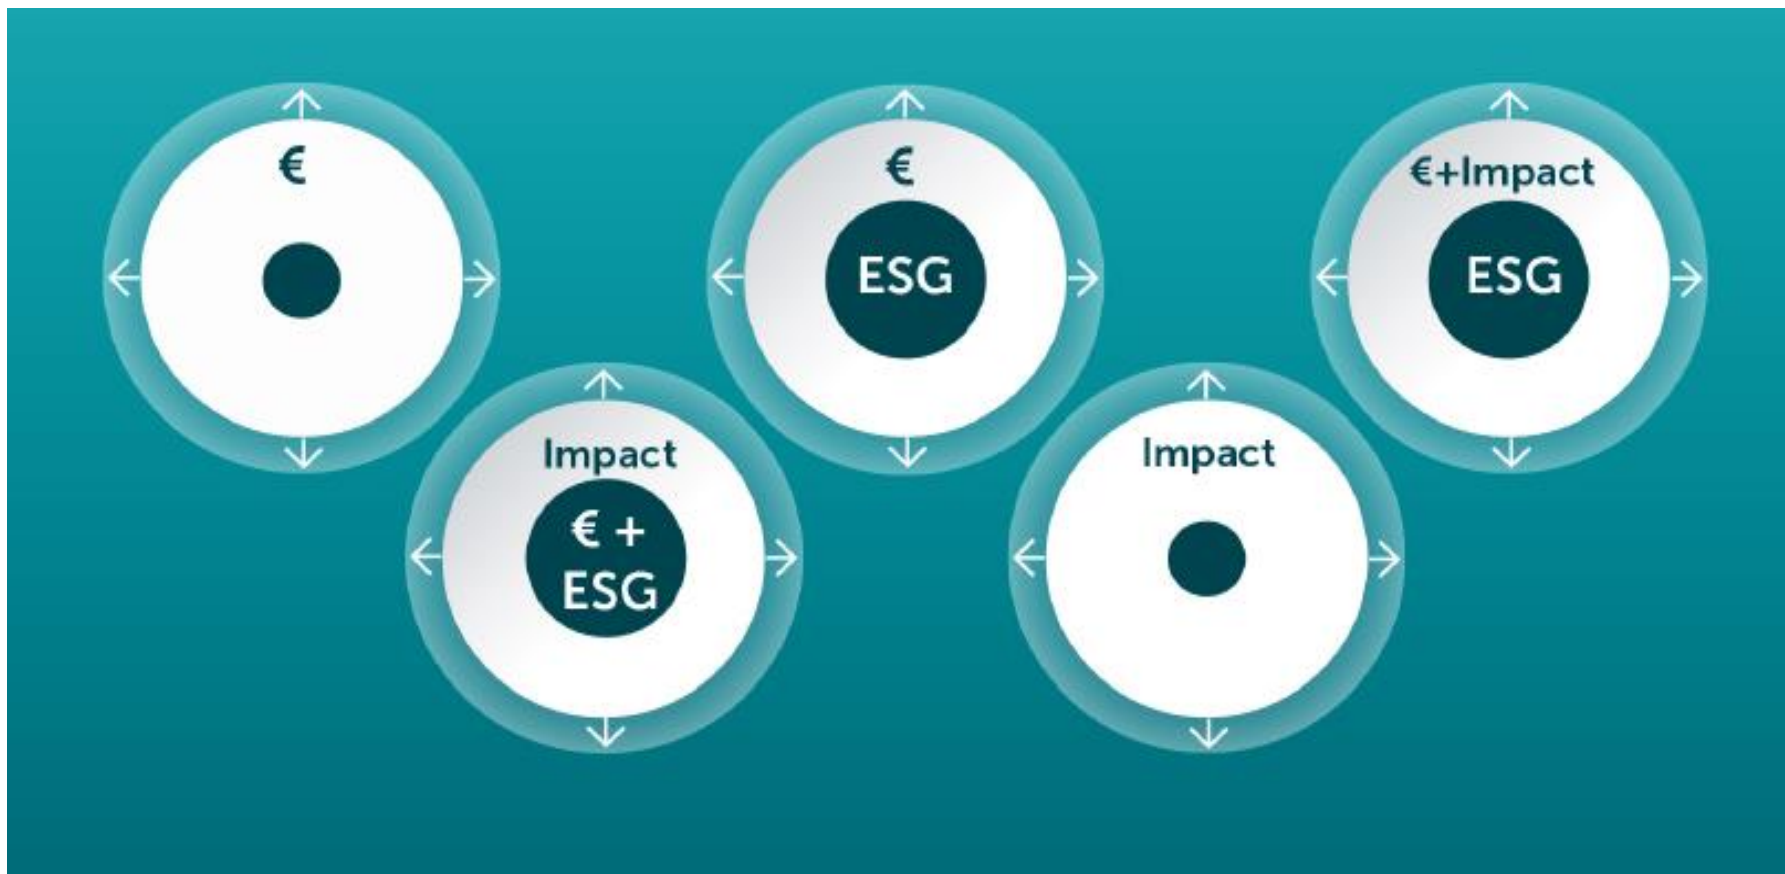 €
€
ESG
€+Impact
ESG
Impact
€ +
ESG
Impact